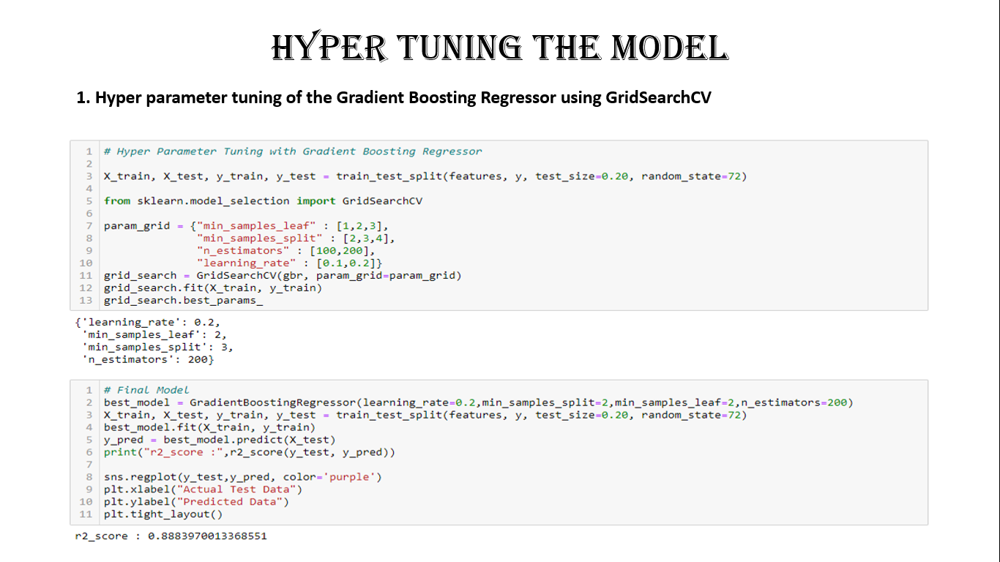 HYPER TUNING THE MODEL
1. Hyper parameter tuning of the Gradient Boosting Regressor using GridSearchCV
1 # Hyper Parameter Tuning with Gradient Boosting Regressor
2
3 X_train, X_test, y_train, y_test = train_test_split(features, y, test_size=0.20, random_state=72)
4
5 from sklearn.model_selection import GridSearchCV
6
7 param_grid = {"min_samples_leaf" : [1,2,3],
8 "min_samples_split" : [2,3,4],
9 "n_estimators" : [100,200],
10 "learning_rate" : [0.1,0.2]}
11 grid_search = GridSearchCV(gbr, param_grid=param_grid)
12 grid_search.fit(X_train, y_train)
13 grid_search.best_params_
{'learning_rate': 0.2,
'min_samples_leaf': 2,
'min_samples_split': 3,
'n_estimators': 200}
1 # Final Model
2 best_model = GradientBoostingRegressor(learning_rate=0.2,min_samples_split=2,min_samples_leaf=2,n_estimators=200)
3 X_train, X_test, y_train, y_test = train_test_split(features, y, test_size=0.20, random_state=72)
4 best_model.fit(X_train, y_train)
5 y_pred = best_model.predict(X_test)
6 print("r2_score :",r2_score(y_test, y_pred))
7
8 sns.regplot(y_test,y_pred, color='purple')
9 plt.xlabel("Actual Test Data")
10 plt.ylabel("Predicted Data")
11 plt.tight_layout()
r2_score : 0.8883970013368551